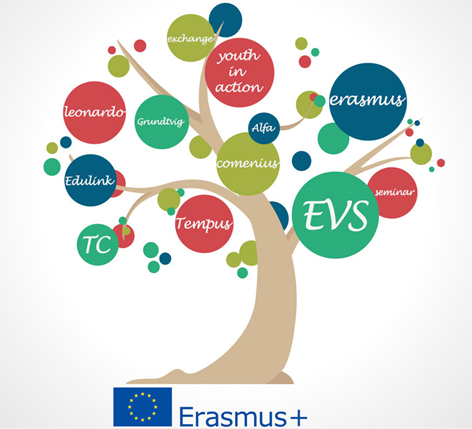 exchange
youth
in
action
leonardo
Grundtvig
Alfa
erasmus
comenius
Edulink
seminar
EVS
Tempus
TC
Erasmus+